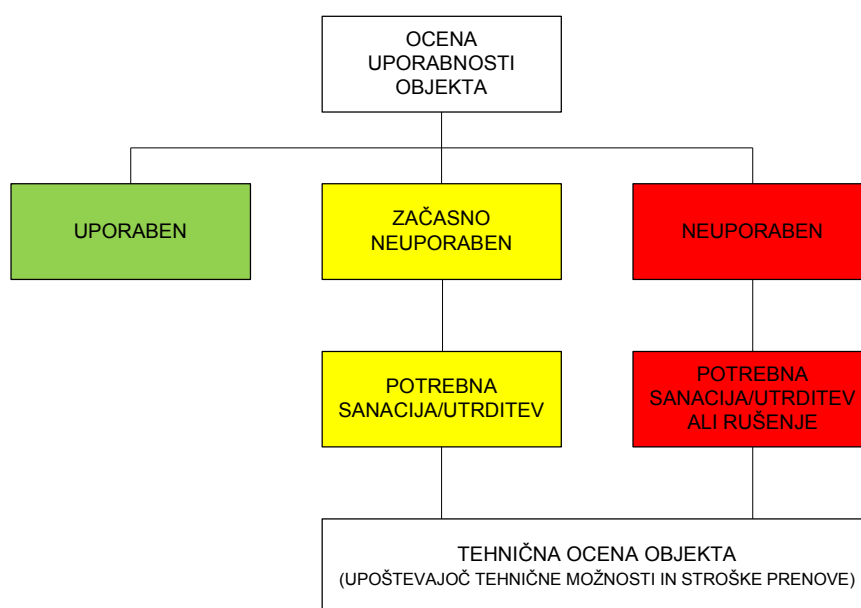 OCENA
UPORABNOSTI
OBJEKTA
UPORABEN
ZAČASNO
NEUPORABEN
NEUPORABEN
POTREBNA
SANACIJA/UTRDITEV
POTREBNA
SANACIJA/UTRDITEV
ALI RUŠENJE
TEHNIČNA OCENA OBJEKTA
(UPOŠTEVAJOČ TEHNIČNE MOŽNOSTI IN STROŠKE PRENOVE)